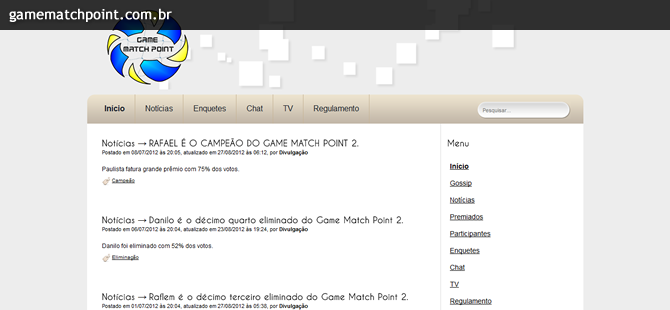 gamematchpoint.com.br
GAME
MATCH POINT
Início
Notícias
Enquetes
Chat
TV
Regulamento
Pesquisar...
Notícias → RAFAEL É O CAMPEÃO DO GAME MATCH POINT 2.
Postado em 08/07/2012 às 20:05, atualizado em 27/08/2012 às 06:12, por Divulgação
Paulista fatura grande prêmio com 75% dos votos.
Campeão
Notícias → Danilo é o décimo quarto eliminado do Game Match Point 2.
Postado em 06/07/2012 às 20:04, atualizado em 23/08/2012 às 19:24, por Divulgação
Danilo foi eliminado com 52% dos votos.
Eliminação
Notícias → Raflem é o décimo terceiro eliminado do Game Match Point 2.
Postado em 01/07/2012 às 20:04, atualizado em 27/08/2012 às 05:38, por Divulgação
Menu
Início
Gossip
Notícias
Premiados
Participantes
Enquetes
Chat
TV
Regulamento